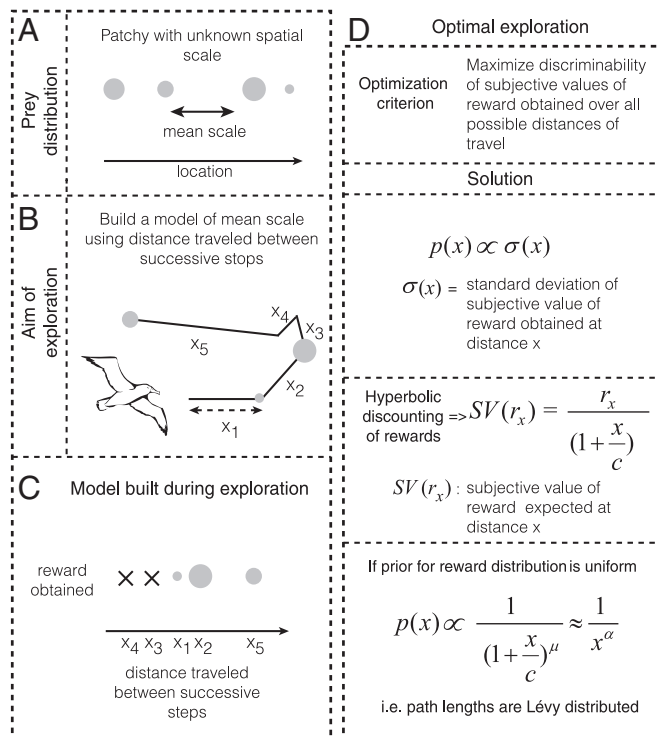 A
Patchy with unknown spatial
scale
Prey
distribution
mean scale
location
B
Build a model of mean scale
using distance traveled between
successive stops
Aim of
exploration
x₄
x₃
x₅
x₂
x₁
C
Model built during exploration
reward
obtained
x₄ x₃ x₁ x₂ x₅
distance traveled
between successive
steps
D
Optimal exploration
Optimization
criterion
Maximize discriminability
of subjective values of
reward obtained over all
possible distances of
travel
Solution
p(x) ∝ σ(x)
σ(x) = standard deviation of
subjective value of
reward obtained at
distance x
Hyperbolic
discounting
of rewards
=> SV(rₓ) = rₓ / (1 + x/c)
SV(rₓ) : subjective value of
reward expected at
distance x
If prior for reward distribution is uniform
p(x) ∝ 1 / (1 + x/c)^μ ≈ 1 / x^α
i.e. path lengths are Lévy distributed